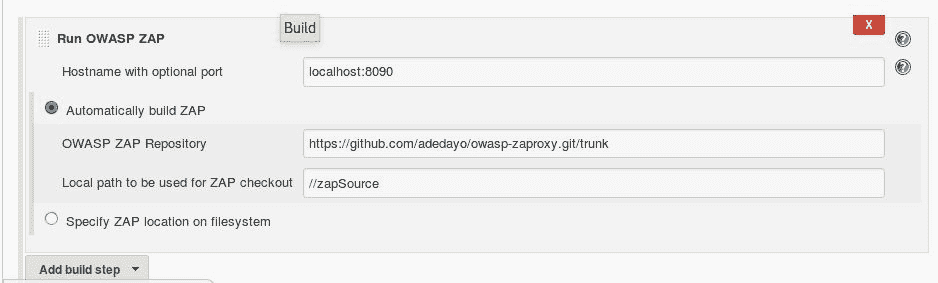 Build
Run OWASP ZAP
X
Hostname with optional port
localhost:8090
Automatically build ZAP
OWASP ZAP Repository
https://github.com/adedayo/owasp-zaproxy.git/trunk
Local path to be used for ZAP checkout
//zapSource
Specify ZAP location on filesystem
Add build step